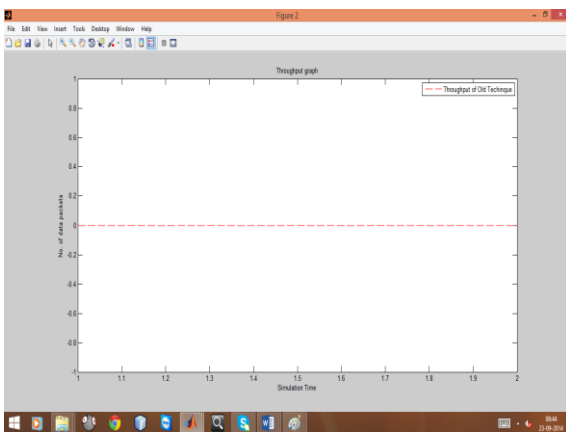 Figure 2
File Edit View Insert Tools Desktop Window Help
Throughput graph
Throughput of Old Techinque
1
0.8
0.6
0.4
0.2
0
-0.2
-0.4
-0.6
-0.8
-1
No. of data packets
1 1.1 1.2 1.3 1.4 1.5 1.6 1.7 1.8 1.9 2
Simulation Time
09:44
23-09-2014